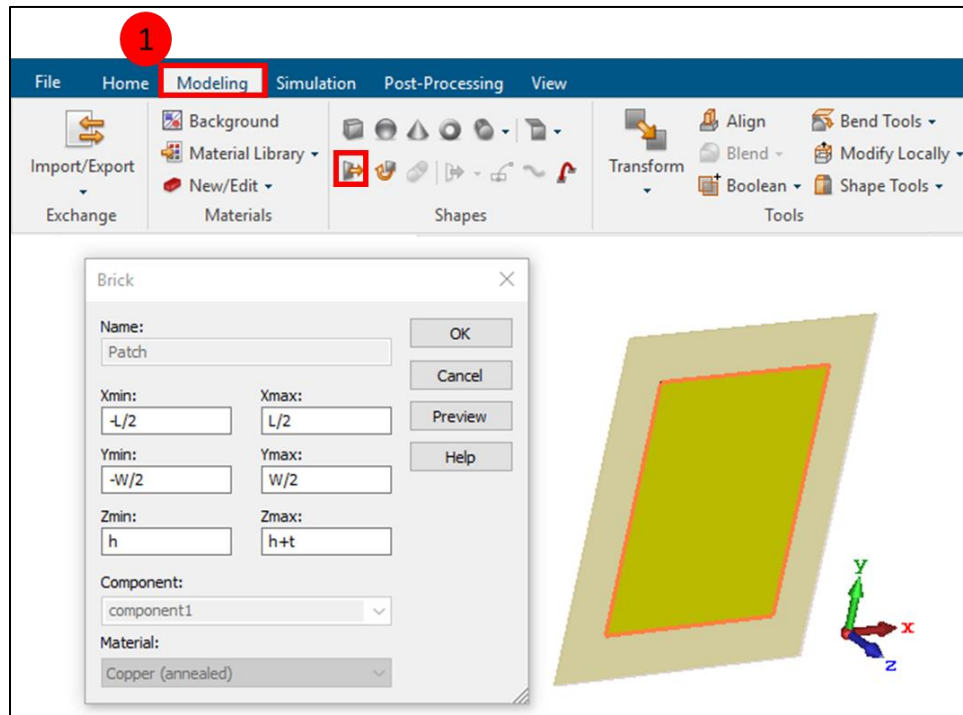 1
File Home Modeling Simulation Post-Processing View
Background
Material Library
New/Edit
Import/Export
Exchange
Materials
Shapes
Transform
Align
Blend
Boolean
Bend Tools
Modify Locally
Shape Tools
Tools
Brick
Name:
Patch
OK
Cancel
Preview
Help
Xmin: Xmax:
-L/2 L/2
Ymin: Ymax:
-W/2 W/2
Zmin: Zmax:
h h+t
Component:
component1
Material:
Copper (annealed)
y
x
z